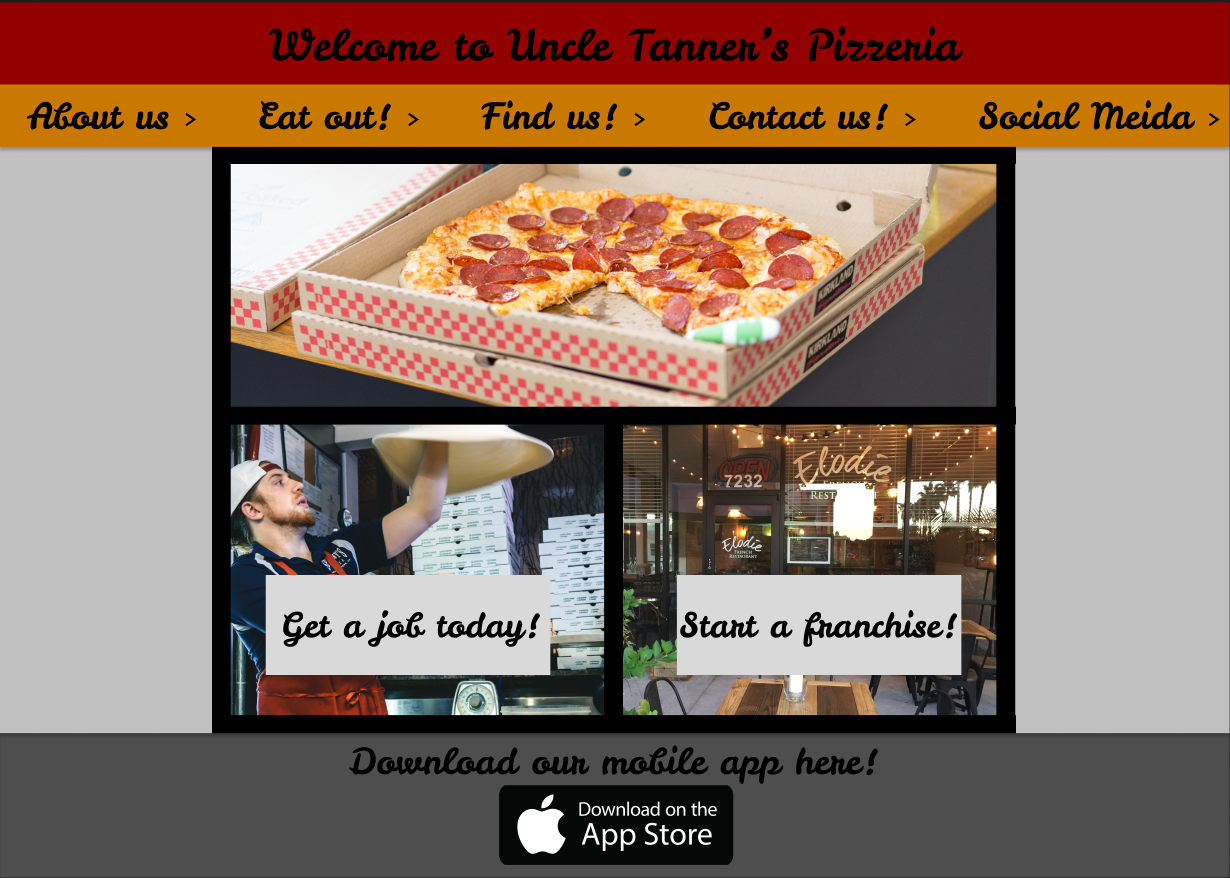 Welcome to Uncle Tanner's Pizzeria
About us > Eat out! > Find us! > Contact us! > Social Meida >
KIRKLAND
KIRKLAND
OPEN
7232
Elodie
Elodie
FRENCH
RESTAURANT
Get a job today!
Start a franchise!
Download our mobile app here!
Download on the
App Store